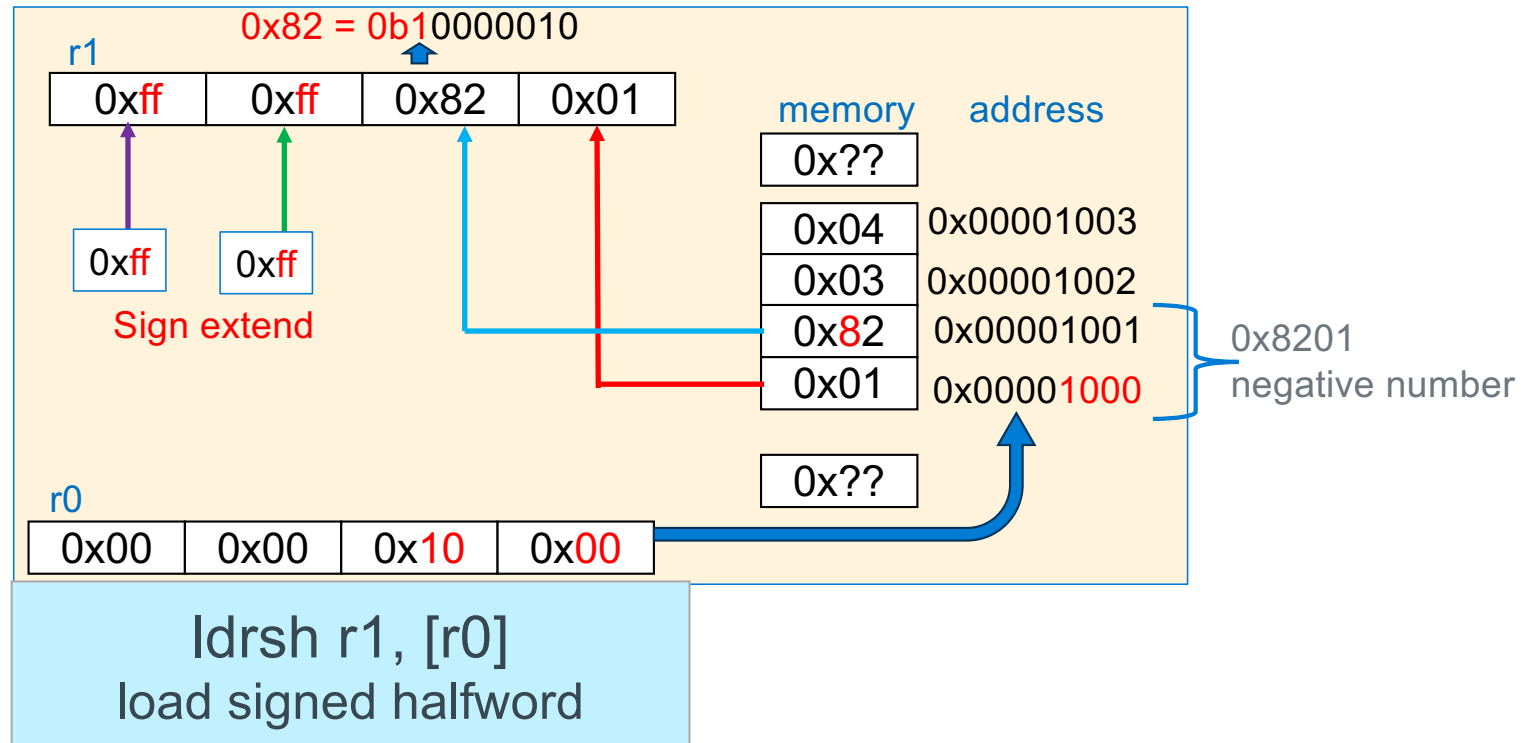 0x82 = 0b10000010
r1
0xff 0xff 0x82 0x01
memory address
0x??
0x04 0x00001003
0xff 0xff
0x03 0x00001002
Sign extend
0x82 0x00001001
0x8201
negative number
0x01 0x00001000
0x??
r0
0x00 0x00 0x10 0x00
ldrsh r1, [r0]
load signed halfword